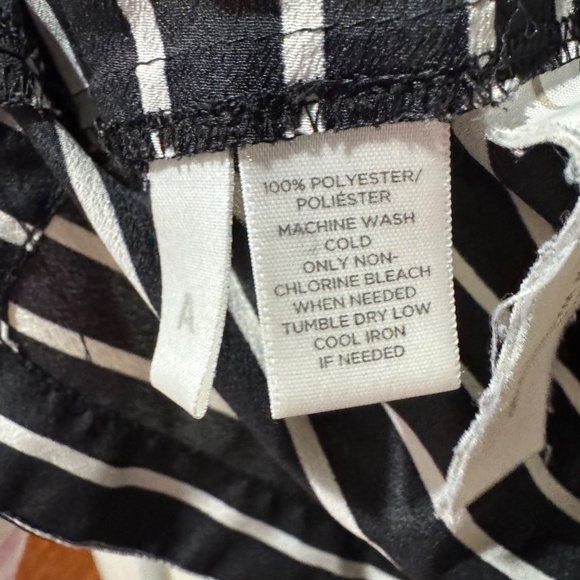 100% POLYESTER/
POLIÉSTER
MACHINE WASH
COLD
ONLY NON-
CHLORINE BLEACH
WHEN NEEDED
TUMBLE DRY LOW
COOL IRON
IF NEEDED
A